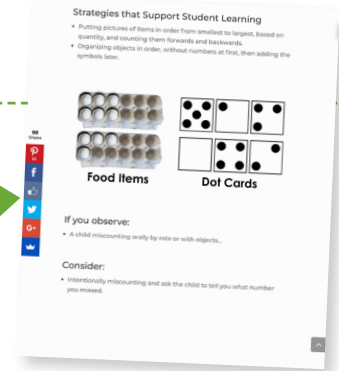 Strategies that Support Student Learning
• Putting pictures of items in order from smallest to largest, based on
quantity, and counting them forwards and backwards.
• Organizing objects in order, without numbers at first, then adding the
symbols later.
Food Items
Dot Cards
99
Shares
If you observe:
• A child miscounting orally by rote or with objects...
Consider:
• Intentionally miscounting and ask the child to tell you what number
you missed.